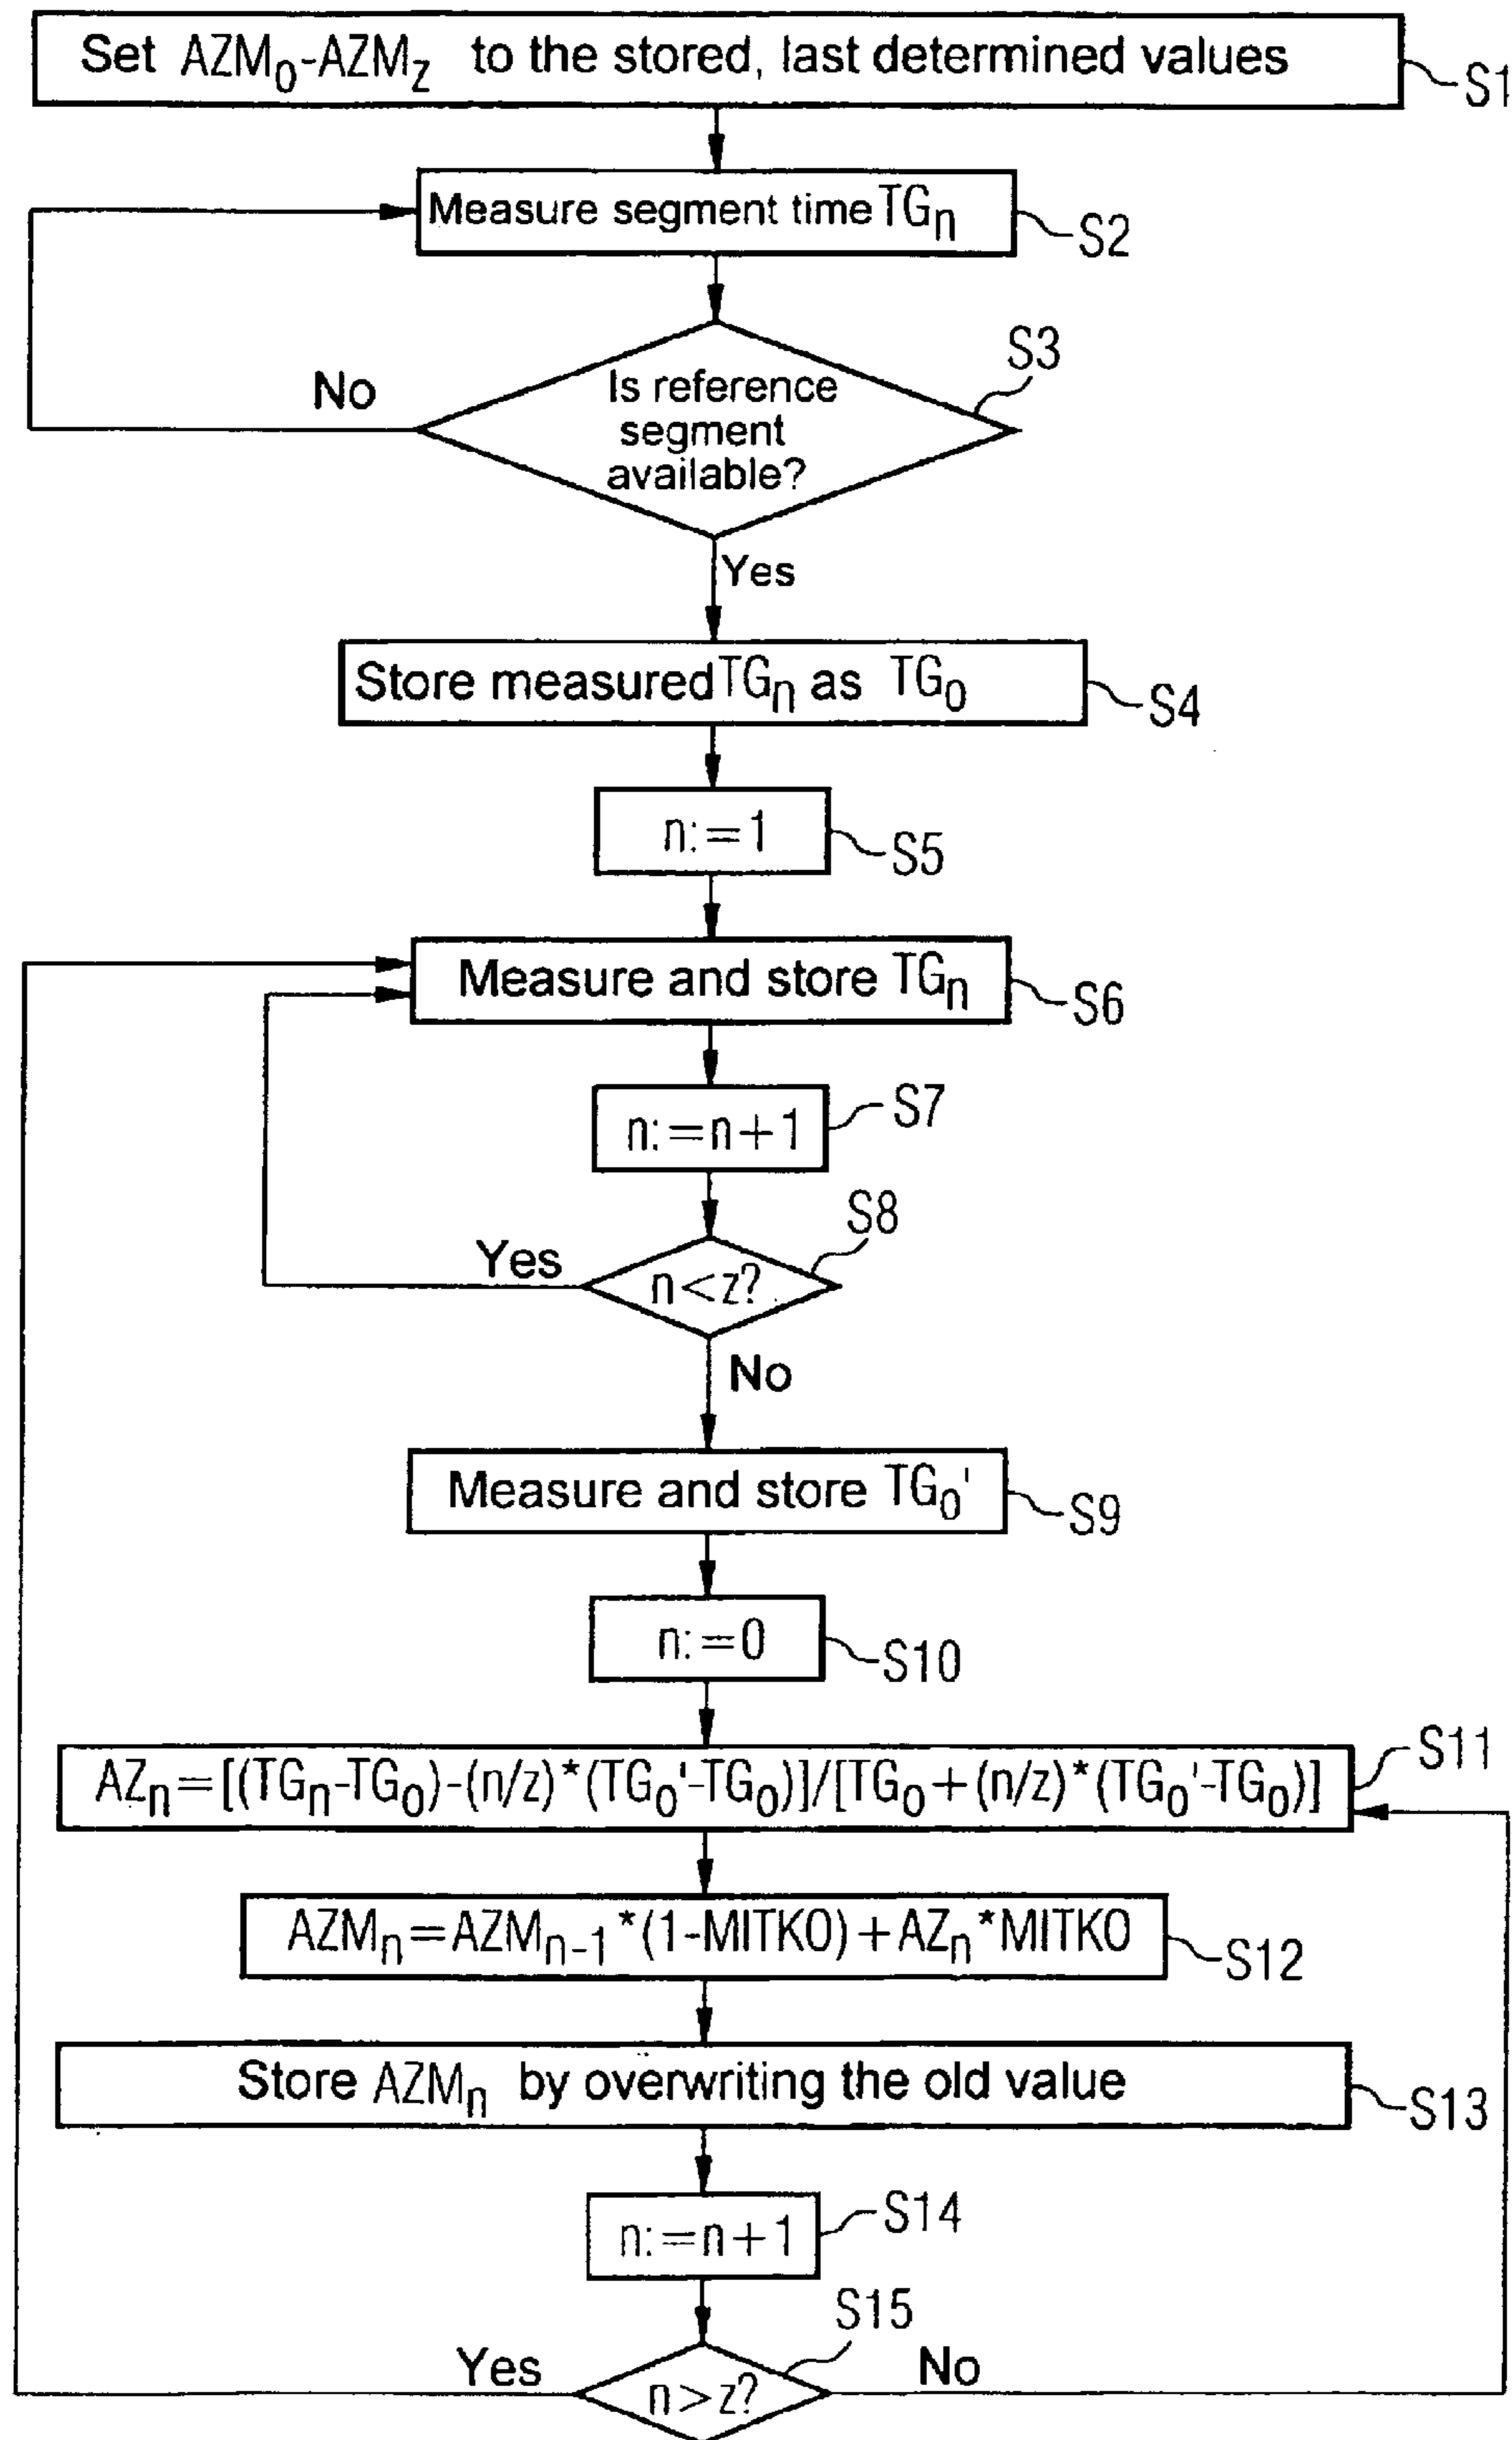 Set AZM₀-AZM_z to the stored, last determined values
S1
Measure segment time TGₙ
S2
S3
No
Is reference
segment
available?
Yes
Store measured TGₙ as TG₀
S4
n:=1
S5
Measure and store TGₙ
S6
n:=n+1
S7
S8
Yes
n<z?
No
Measure and store TG₀'
S9
n:=0
S10
S11
AZₙ=[(TGₙ-TG₀)-(n/z)*(TG₀'-TG₀)]/[TG₀+(n/z)*(TG₀'-TG₀)]
AZMₙ=AZMₙ₋₁*(1-MITKO)+AZₙ*MITKO
S12
Store AZMₙ by overwriting the old value
S13
n:=n+1
S14
S15
Yes
n>z?
No